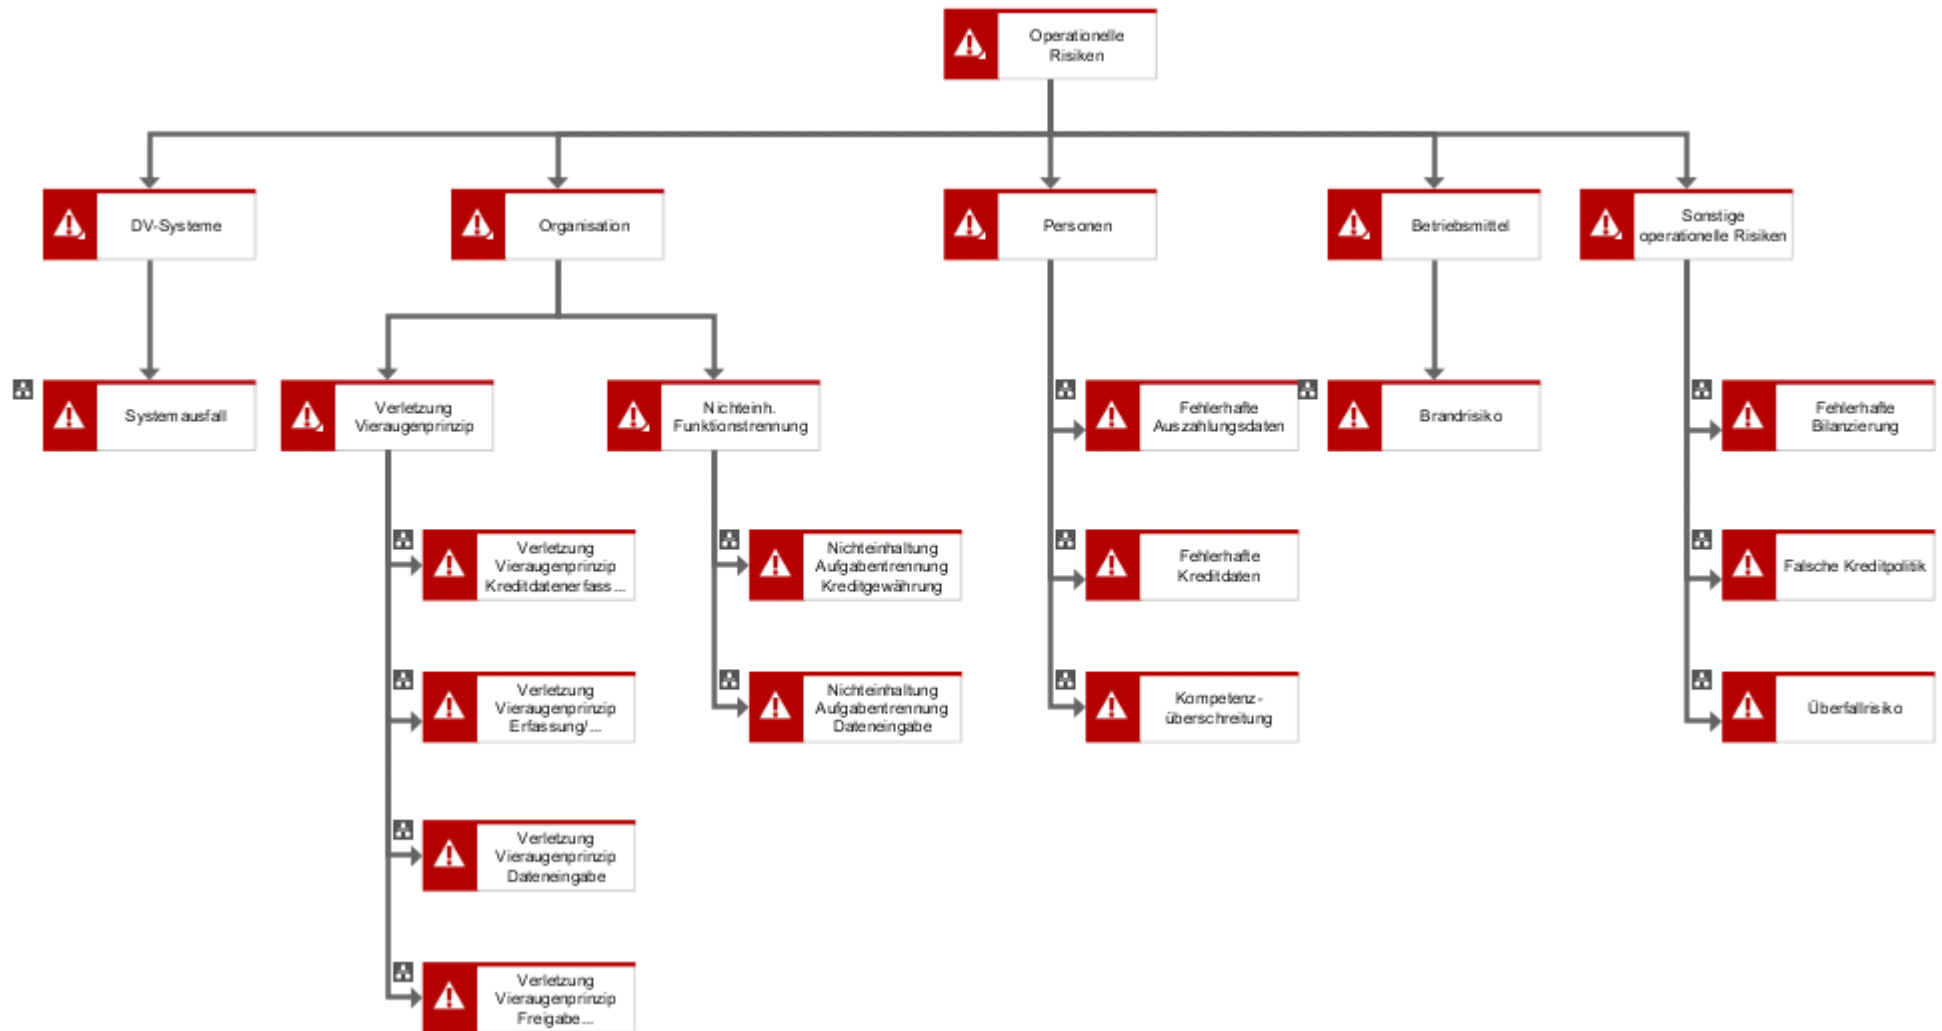 Operationelle
Risiken
DV-Systeme
Organisation
Personen
Betriebsmittel
Sonstige
operationelle Risiken
Systemausfall
Verletzung
Vieraugenprinzip
Nichteinh.
Funktionstrennung
Fehlerhafte
Auszahlungsdaten
Brandrisiko
Fehlerhafte
Bilanzierung
Verletzung
Vieraugenprinzip
Kreditdatenerfass...
Nichteinhaltung
Aufgabentrennung
Kreditgewährung
Fehlerhafte
Kreditdaten
Falsche Kreditpolitik
Verletzung
Vieraugenprinzip
Erfassung/...
Nichteinhaltung
Aufgabentrennung
Dateneingabe
Kompetenz-
überschreitung
Überfallrisiko
Verletzung
Vieraugenprinzip
Dateneingabe
Verletzung
Vieraugenprinzip
Freigabe...